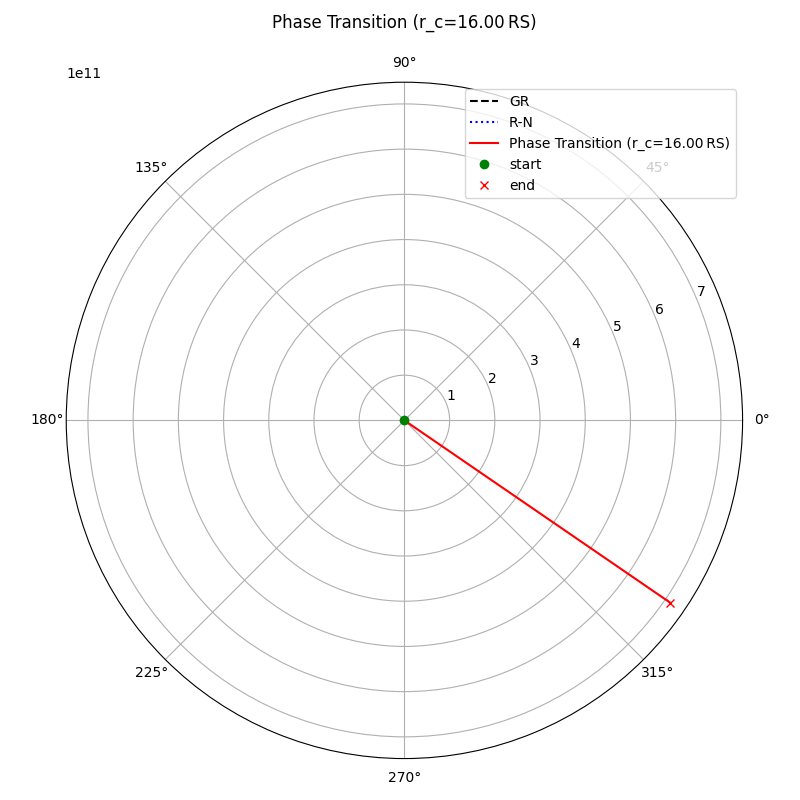 Phase Transition (r_c=16.00 RS)
1e11
90°
GR
R-N
Phase Transition (r_c=16.00 RS)
start
end
135°
45°
7
6
5
4
3
2
1
180°
0°
225°
315°
270°